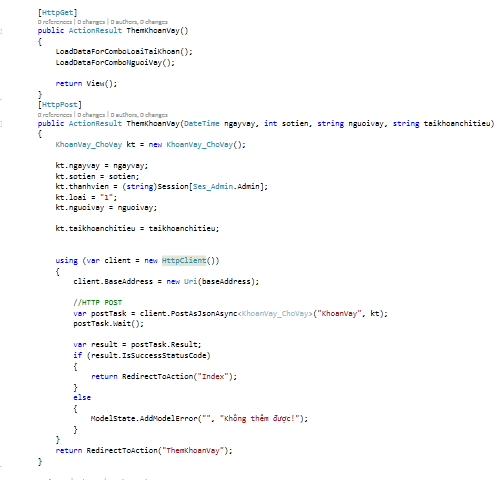 [HttpGet]
0 references | 0 changes | 0 authors, 0 changes
public ActionResult ThemKhoanVay()
{
LoadDataForComboLoaiTaiKhoan();
LoadDataForComboNguoiVay();
return View();
}
[HttpPost]
0 references | 0 changes | 0 authors, 0 changes
public ActionResult ThemKhoanVay(DateTime ngayvay, int sotien, string nguoivay, string taikhoanchitieu)
{
KhoanVay_ChoVay kt = new KhoanVay_ChoVay();
kt.ngayvay = ngayvay;
kt.sotien = sotien;
kt.thanhvien = (string)Session[Ses_Admin.Admin];
kt.loai = "1";
kt.nguoivay = nguoivay;
kt.taikhoanchitieu = taikhoanchitieu;
using (var client = new HttpClient())
{
client.BaseAddress = new Uri(baseAddress);
//HTTP POST
var postTask = client.PostAsJsonAsync<KhoanVay_ChoVay>("KhoanVay", kt);
postTask.Wait();
var result = postTask.Result;
if (result.IsSuccessStatusCode)
{
return RedirectToAction("Index");
}
else
{
ModelState.AddModelError("", "Không thêm được!");
}
}
return RedirectToAction("ThemKhoanVay");
}